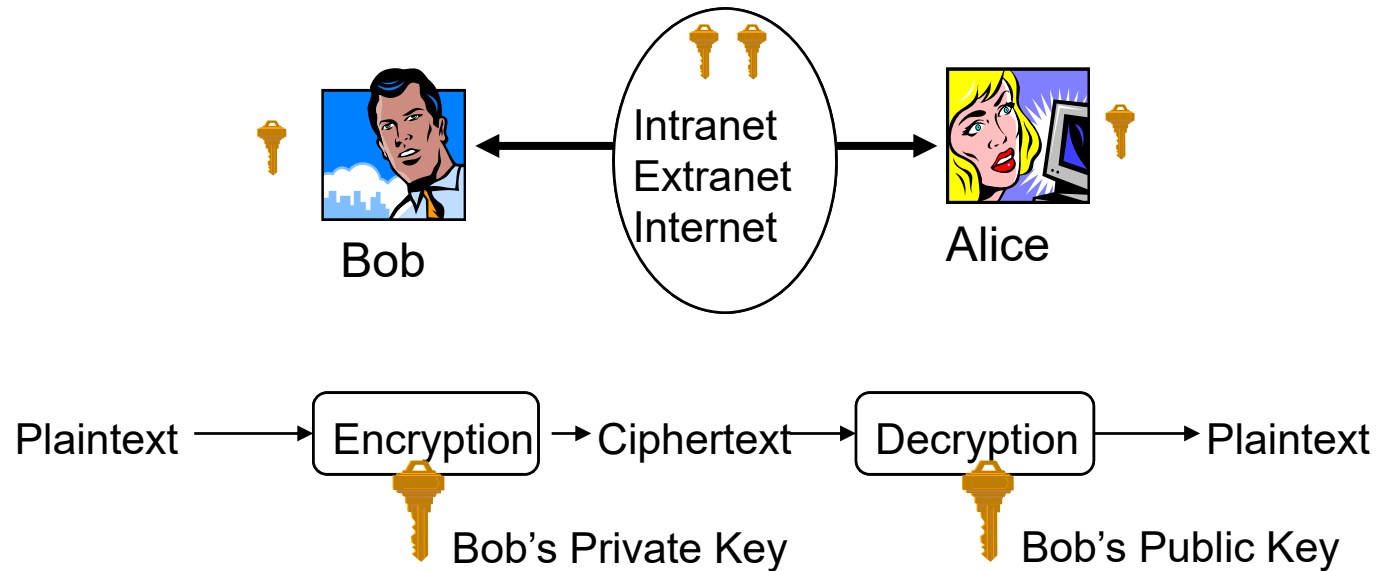 Intranet
Extranet
Internet
Bob
Alice
Plaintext Encryption Ciphertext Decryption Plaintext
Bob’s Private Key Bob’s Public Key